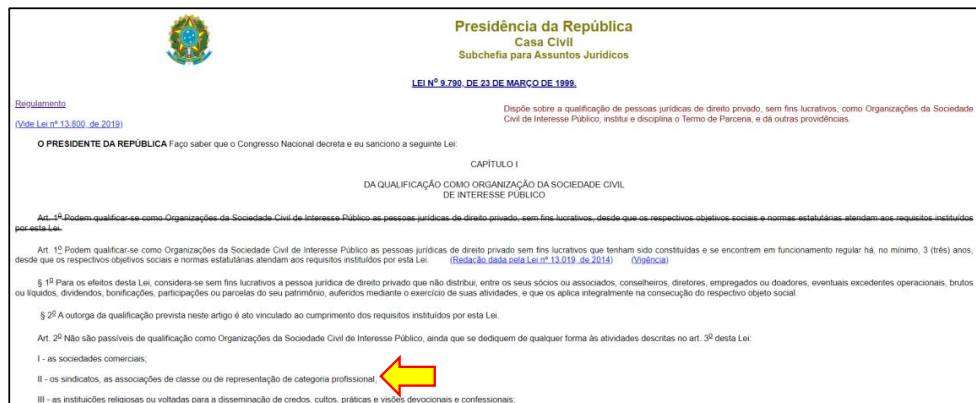 Presidência da República
Casa Civil
Subchefia para Assuntos Jurídicos
LEI Nº 9.790, DE 23 DE MARÇO DE 1999.
Regulamento
(Vide Lei nº 13.800, de 2019)
Dispõe sobre a qualificação de pessoas jurídicas de direito privado, sem fins lucrativos, como Organizações da Sociedade
Civil de Interesse Público, institui e disciplina o Termo de Parceria, e dá outras providências.
O PRESIDENTE DA REPÚBLICA Faço saber que o Congresso Nacional decreta e eu sanciono a seguinte Lei:
CAPÍTULO I
DA QUALIFICAÇÃO COMO ORGANIZAÇÃO DA SOCIEDADE CIVIL
DE INTERESSE PÚBLICO
Art. 1º Podem qualificar-se como Organizações da Sociedade Civil de Interesse Público as pessoas jurídicas de direito privado, sem fins lucrativos, desde que os respectivos objetivos sociais e normas estatutárias atendam aos requisitos instituídos
por esta Lei.
Art. 1º Podem qualificar-se como Organizações da Sociedade Civil de Interesse Público as pessoas jurídicas de direito privado sem fins lucrativos que tenham sido constituídas e se encontrem em funcionamento regular há, no mínimo, 3 (três) anos,
desde que os respectivos objetivos sociais e normas estatutárias atendam aos requisitos instituídos por esta Lei. (Redação dada pela Lei nº 13.019, de 2014) (Vigência)
§ 1º Para os efeitos desta Lei, considera-se sem fins lucrativos a pessoa jurídica de direito privado que não distribui, entre os seus sócios ou associados, conselheiros, diretores, empregados ou doadores, eventuais excedentes operacionais, brutos
ou líquidos, dividendos, bonificações, participações ou parcelas do seu patrimônio, auferidos mediante o exercício de suas atividades, e que os aplica integralmente na consecução do respectivo objeto social.
§ 2º A outorga da qualificação prevista neste artigo é ato vinculado ao cumprimento dos requisitos instituídos por esta Lei.
Art. 2º Não são passíveis de qualificação como Organizações da Sociedade Civil de Interesse Público, ainda que se dediquem de qualquer forma às atividades descritas no art. 3º desta Lei:
I - as sociedades comerciais;
II - os sindicatos, as associações de classe ou de representação de categoria profissional;
III - as instituições religiosas ou voltadas para a disseminação de credos, cultos, práticas e visões devocionais e confessionais;